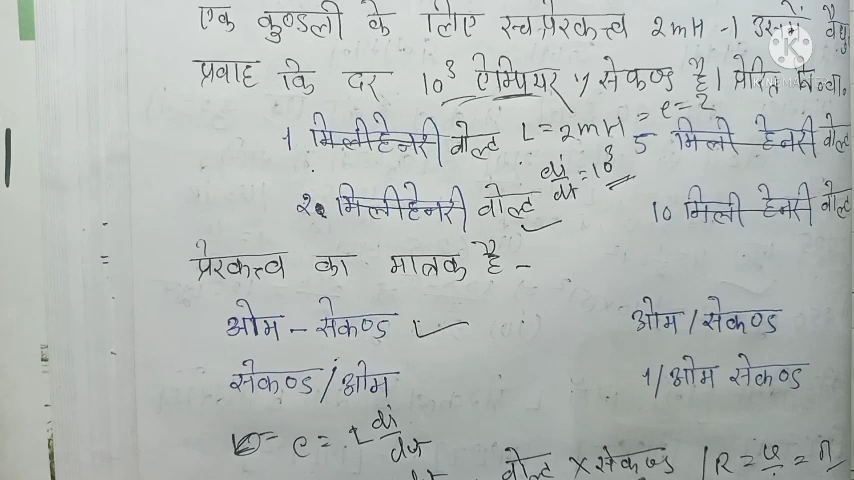 एक कुण्डली के लिए स्वप्रेरकत्त्व 2mH -। उसमें
प्रवाह कि दर 10³ ऐम्पियर / सेकण्ड है। प्रेरित वि०वा.
L = 2mH = e = ?
1 मिलीहेनरी वोल्ट 5 मिली हेनरी वोल्ट
di/dt = 10³
2. मिलीहेनरी वोल्ट 10 मिली हेनरी वोल्ट
प्रेरकत्त्व का मात्रक है -
ओम - सेकण्ड ओम / सेकण्ड
सेकण्ड / ओम 1/ओम सेकण्ड
e = L di/dt
वोल्ट × सेकण्ड / R =
KINEMASTER